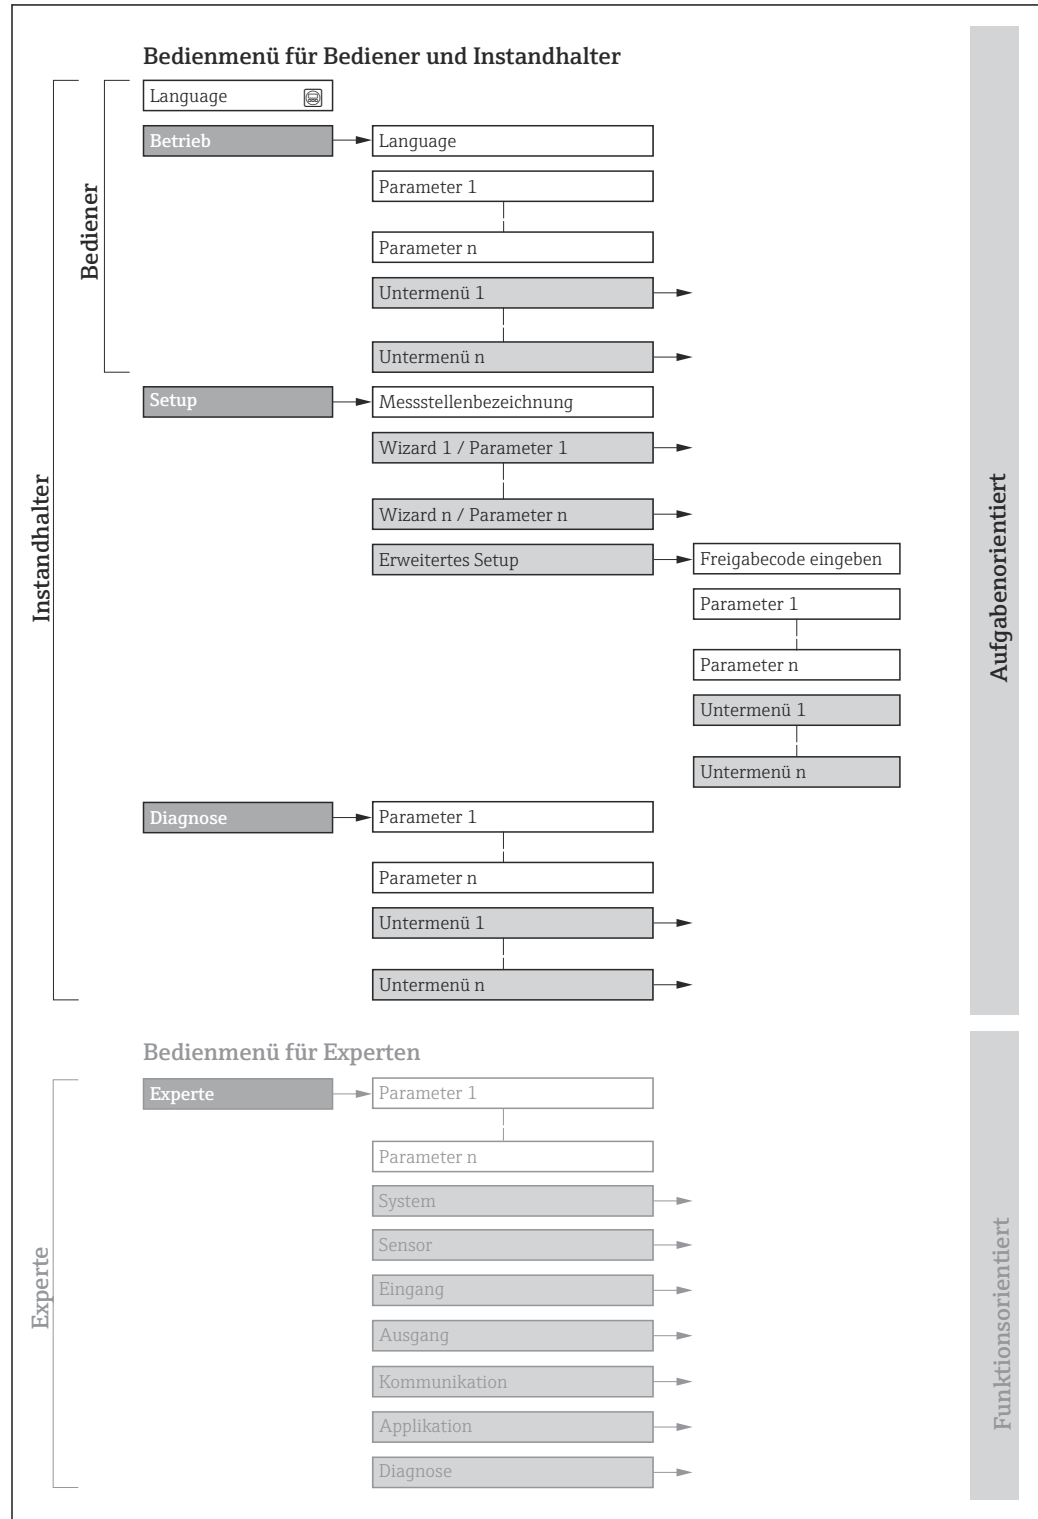 Bedienmenü für Bediener und Instandhalter
Language
Betrieb
Language
Parameter 1
Parameter n
Untermenü 1
Untermenü n
Bediener
Setup
Messstellenbezeichnung
Wizard 1 / Parameter 1
Wizard n / Parameter n
Erweitertes Setup
Freigabecode eingeben
Parameter 1
Parameter n
Untermenü 1
Untermenü n
Diagnose
Parameter 1
Parameter n
Untermenü 1
Untermenü n
Instandhalter
Aufgabenorientiert
Bedienmenü für Experten
Experte
Parameter 1
Parameter n
System
Sensor
Eingang
Ausgang
Kommunikation
Applikation
Diagnose
Experte
Funktionsorientiert